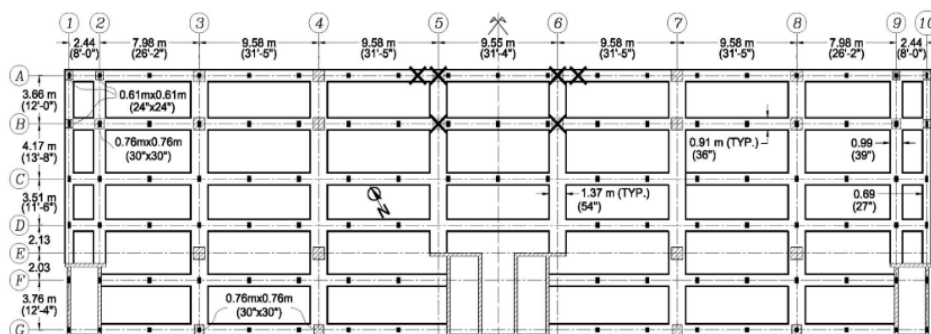 1 2 3 4 5 6 7 8 9 10
2.44 7.98 m 9.58 m 9.58 m 9.55 m 9.58 m 9.58 m 7.98 m 2.44
(8'-0") (26'-2") (31'-5") (31'-5") (31'-4") (31'-5") (31'-5") (26'-2") (8'-0")
A
3.66 m
(12'-0")
0.61mx0.61m
(24"x24")
B
4.17 m
(13'-8")
0.76mx0.76m
(30"x30")
0.91 m (TYP.)
(36")
0.99
(39")
C
3.51 m
(11'-6")
N
1.37 m (TYP.)
(54")
0.69
(27")
D
2.13
E
2.03
F
3.76 m
(12'-4")
0.76mx0.76m
(30"x30")
G